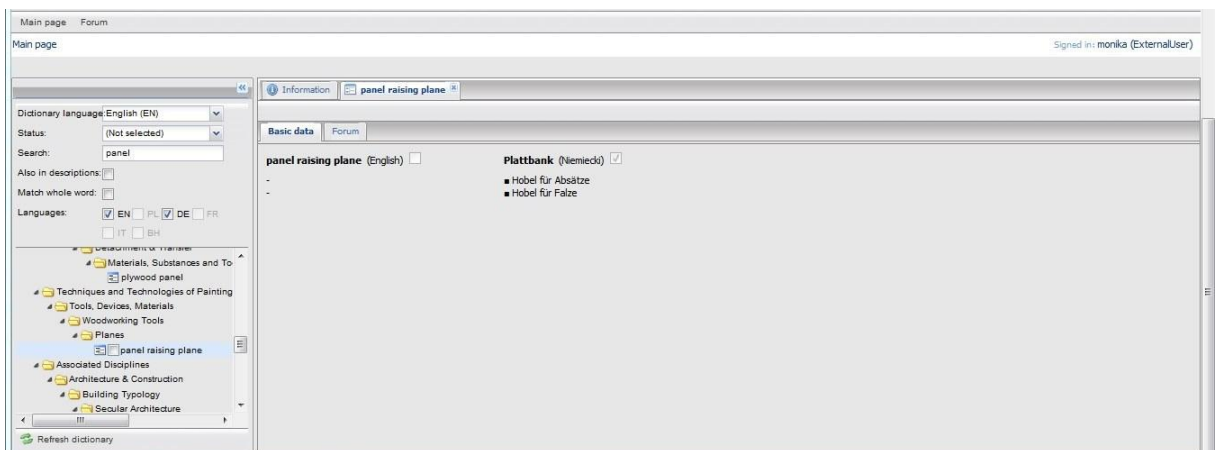 Main page Forum
Main page
Signed in: monika (ExternalUser)
Information
panel raising plane
Dictionary language: English (EN)
Status: (Not selected)
Search: panel
Also in descriptions:
Match whole word:
Languages: EN PL DE FR
IT BH
Detachment & Transfer
Materials, Substances and To
plywood panel
Techniques and Technologies of Painting
Tools, Devices, Materials
Woodworking Tools
Planes
panel raising plane
Associated Disciplines
Architecture & Construction
Building Typology
Secular Architecture
Refresh dictionary
Basic data Forum
panel raising plane (English)
-
-
Plattbank (Niemiecki)
■ Hobel für Absätze
■ Hobel für Falze